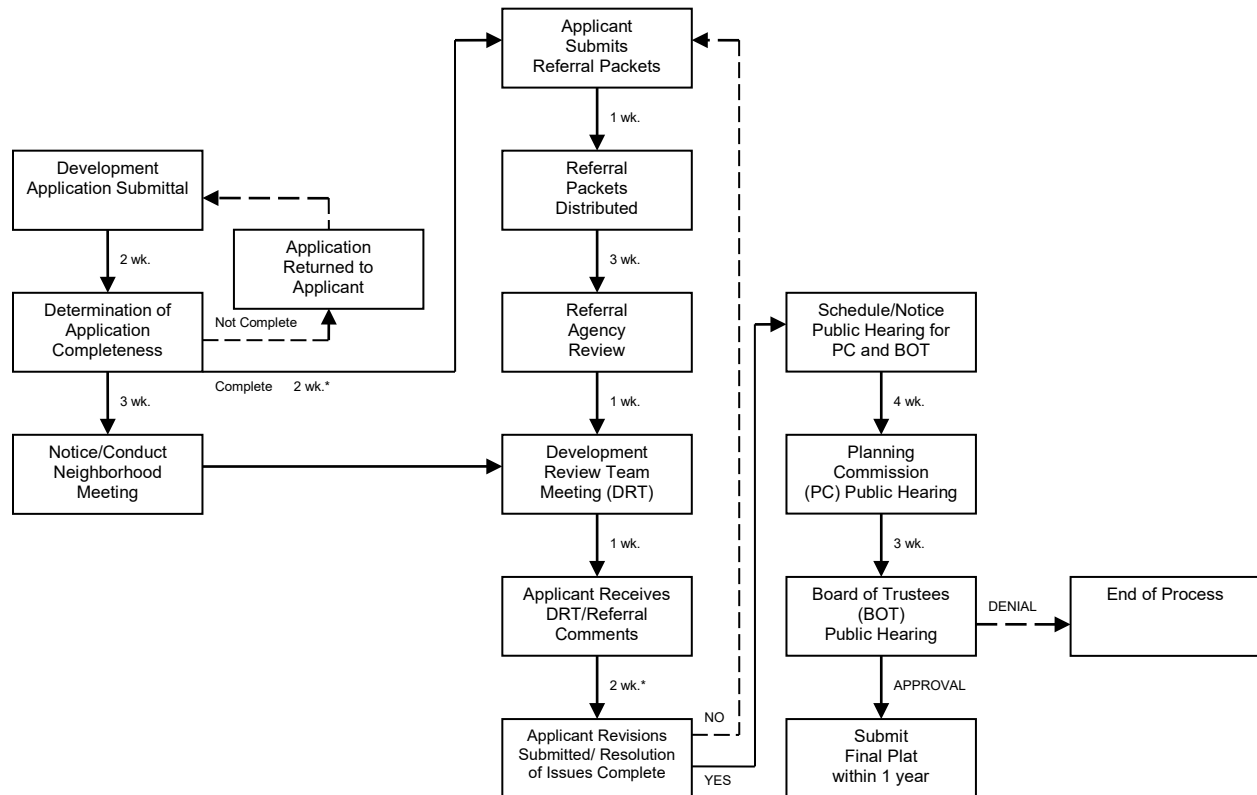 Development
Application Submittal
2 wk.
Application
Returned to
Applicant
Determination of
Application
Completeness
Not Complete
Complete 2 wk.*
3 wk.
Notice/Conduct
Neighborhood
Meeting
Applicant
Submits
Referral Packets
1 wk.
Referral
Packets
Distributed
3 wk.
Referral
Agency
Review
1 wk.
Development
Review Team
Meeting (DRT)
1 wk.
Applicant Receives
DRT/Referral
Comments
2 wk.*
Applicant Revisions
Submitted/ Resolution
of Issues Complete
NO
YES
Schedule/Notice
Public Hearing for
PC and BOT
4 wk.
Planning
Commission
(PC) Public Hearing
3 wk.
Board of Trustees
(BOT)
Public Hearing
DENIAL
End of Process
APPROVAL
Submit
Final Plat
within 1 year